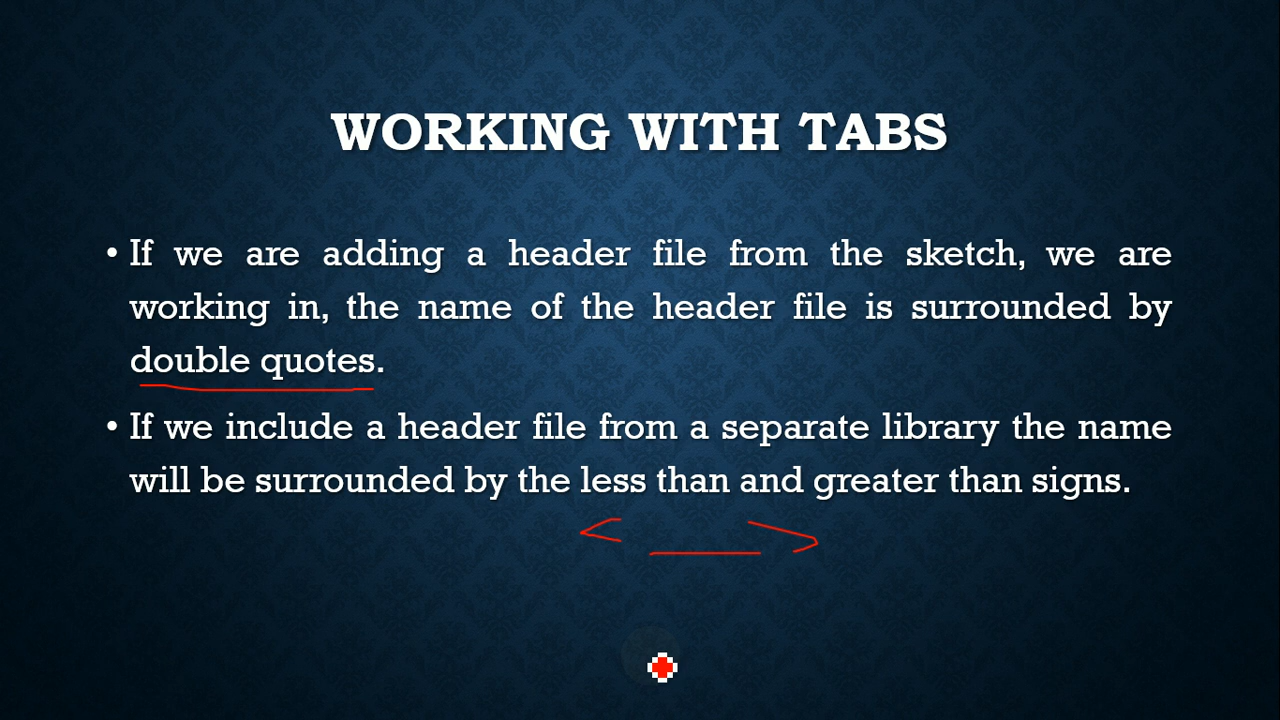 WORKING WITH TABS
• If we are adding a header file from the sketch, we are
working in, the name of the header file is surrounded by
double quotes.
• If we include a header file from a separate library the name
will be surrounded by the less than and greater than signs.
< _ >